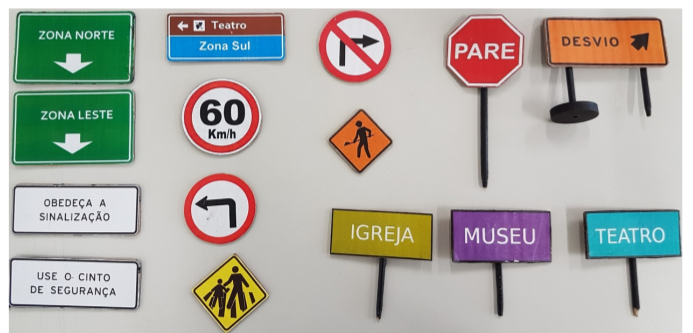 ZONA NORTE
Teatro
Zona Sul
PARE
DESVIO
60
Km/h
ZONA LESTE
OBEDEÇA A
SINALIZAÇÃO
IGREJA
MUSEU
TEATRO
USE O CINTO
DE SEGURANÇA